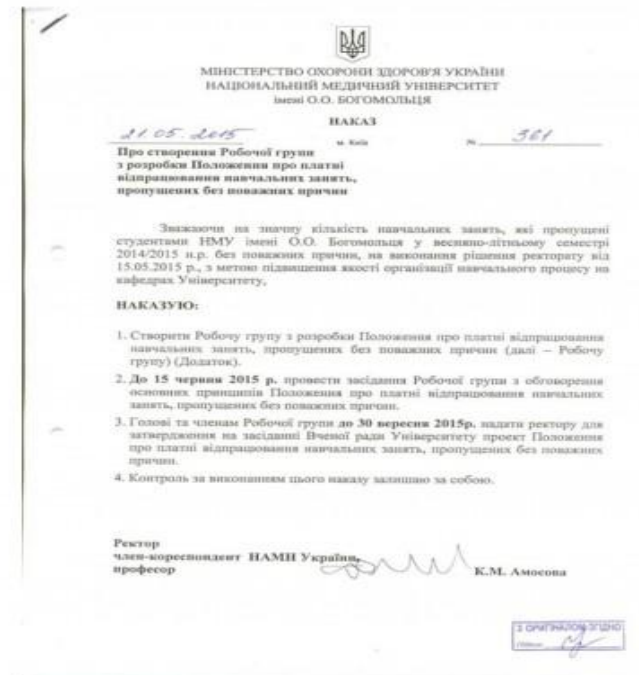 МІНІСТЕРСТВО ОХОРОНИ ЗДОРОВ'Я УКРАЇНИ
НАЦІОНАЛЬНИЙ МЕДИЧНИЙ УНІВЕРСИТЕТ
імені О.О. БОГОМОЛЬЦЯ
НАКАЗ
21.05.2015 м. Київ № 361
Про створення Робочої групи
з розробки Положення про платні
відпрацювання навчальних занять,
пропущених без поважних причин
Зважаючи на значну кількість навчальних занять, які пропущені
студентами НМУ імені О.О. Богомольця у весняно-літньому семестрі
2014/2015 н.р. без поважних причин, на виконання рішення ректорату від
15.05.2015 р., з метою підвищення якості організації навчального процесу на
кафедрах Університету,
НАКАЗУЮ:
1. Створити Робочу групу з розробки Положення про платні відпрацювання
навчальних занять, пропущених без поважних причин (далі – Робочу
групу) (Додаток).
2. До 15 червня 2015 р. провести засідання Робочої групи з обговорення
основних принципів Положення про платні відпрацювання навчальних
занять, пропущених без поважних причин.
3. Голові та членам Робочої групи до 30 вересня 2015р. надати ректору для
затвердження на засіданні Вченої ради Університету проект Положення
про платні відпрацювання навчальних занять, пропущених без поважних
причин.
4. Контроль за виконанням цього наказу залишаю за собою.
Ректор
член-кореспондент НАМН України,
професор К.М. Амосова
З ОРИГІНАЛОМ ЗГІДНО